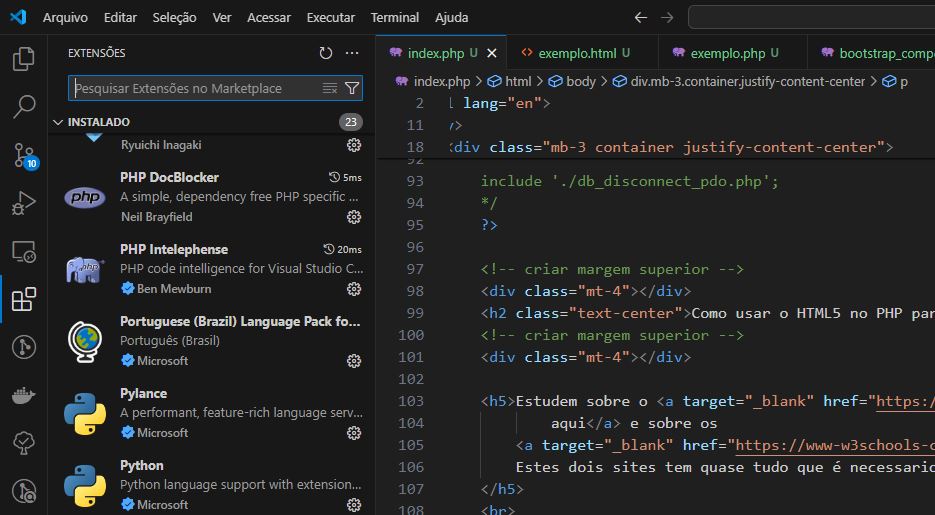 Arquivo Editar Seleção Ver Acessar Executar Terminal Ajuda
EXTENSÕES
Pesquisar Extensões no Marketplace
INSTALADO 23
Ryuichi Inagaki
PHP DocBlocker 5ms
A simple, dependency free PHP specific ...
Neil Brayfield
php
PHP Intelephense 20ms
PHP code intelligence for Visual Studio C...
Ben Mewburn
php
Portuguese (Brazil) Language Pack fo...
Português (Brasil)
Microsoft
Pylance
A performant, feature-rich language serv...
Microsoft
Python
Python language support with extension...
Microsoft
10
index.php U exemplo.html U exemplo.php U bootstrap_comp
index.php > html > body > div.mb-3.container.justify-content-center > p
2 lang="en">
11 >
18 div class="mb-3 container justify-content-center">
92
93 include './db_disconnect_pdo.php';
94 */
95 ?>
96
97 <!-- criar margem superior -->
98 <div class="mt-4"></div>
99 <h2 class="text-center">Como usar o HTML5 no PHP par
100 <!-- criar margem superior -->
101 <div class="mt-4"></div>
102
103 <h5>Estudem sobre o <a target="_blank" href="https:/
104 aqui</a> e sobre os
105 <a target="_blank" href="https://www-w3schools-c
106 Estes dois sites tem quase tudo que é necessario
107 </h5>
108 <br>